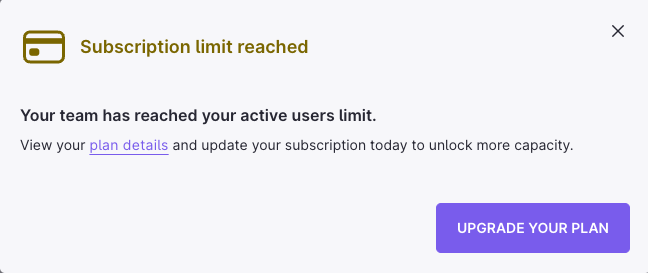 Subscription limit reached
Your team has reached your active users limit.
View your plan details and update your subscription today to unlock more capacity.
UPGRADE YOUR PLAN